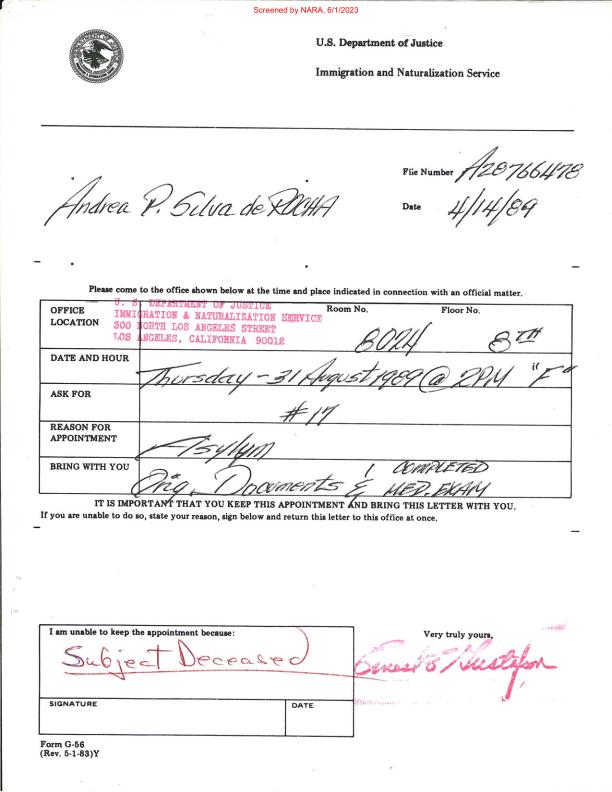 Screened by NARA, 6/1/2023
U.S. Department of Justice
Immigration and Naturalization Service
File Number A28766478
Andrea P. Silva de ROCHA
Date 4/14/89
Please come to the office shown below at the time and place indicated in connection with an official matter.
OFFICE LOCATION
U. S. DEPARTMENT OF JUSTICE
IMMIGRATION & NATURALIZATION SERVICE
300 NORTH LOS ANGELES STREET
LOS ANGELES, CALIFORNIA 90012
Room No. Floor No.
8024 8TH
DATE AND HOUR
Thursday - 31 August 1989 @ 2PM "F"
ASK FOR
#17
REASON FOR
APPOINTMENT
Asylum
BRING WITH YOU
Orig. Documents & 1 COMPLETED
MED. EXAM
IT IS IMPORTANT THAT YOU KEEP THIS APPOINTMENT AND BRING THIS LETTER WITH YOU.
If you are unable to do so, state your reason, sign below and return this letter to this office at once.
I am unable to keep the appointment because:
Subject Deceased
Very truly yours,
Ernest E Gustafson
SIGNATURE DATE
Form G-56
(Rev. 5-1-83)Y